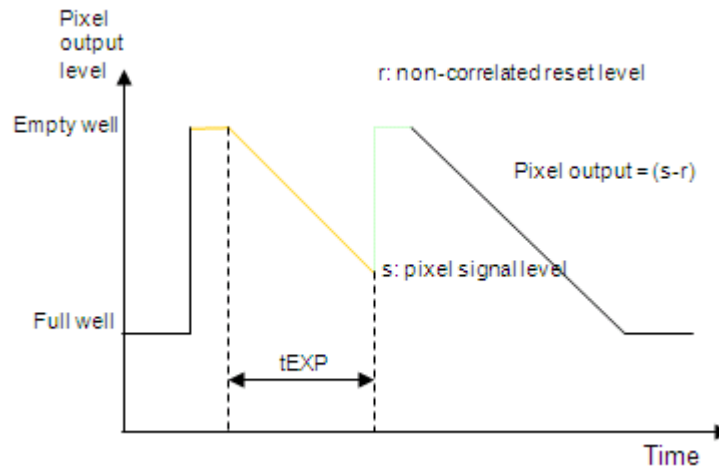 Pixel
output
level
r: non-correlated reset level
Empty well
Pixel output = (s-r)
s: pixel signal level
Full well
tEXP
Time